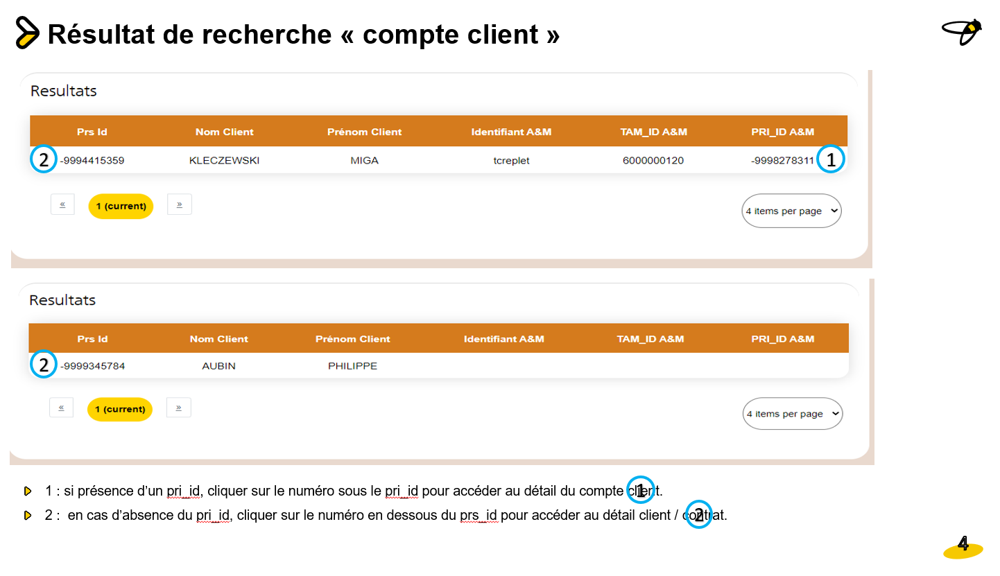 Résultat de recherche « compte client »
Resultats
Prs Id Nom Client Prénom Client Identifiant A&M TAM_ID A&M PRI_ID A&M
2 -9994415359 KLECZEWSKI MIGA tcreplet 6000000120 -9998278311 1
« 1 (current) » 4 items per page
Resultats
Prs Id Nom Client Prénom Client Identifiant A&M TAM_ID A&M PRI_ID A&M
2 -9999345784 AUBIN PHILIPPE
« 1 (current) » 4 items per page
1 : si présence d’un pri_id, cliquer sur le numéro sous le pri_id pour accéder au détail du compte client. 1
2 : en cas d’absence du pri_id, cliquer sur le numéro en dessous du prs_id pour accéder au détail client / contrat. 2
4